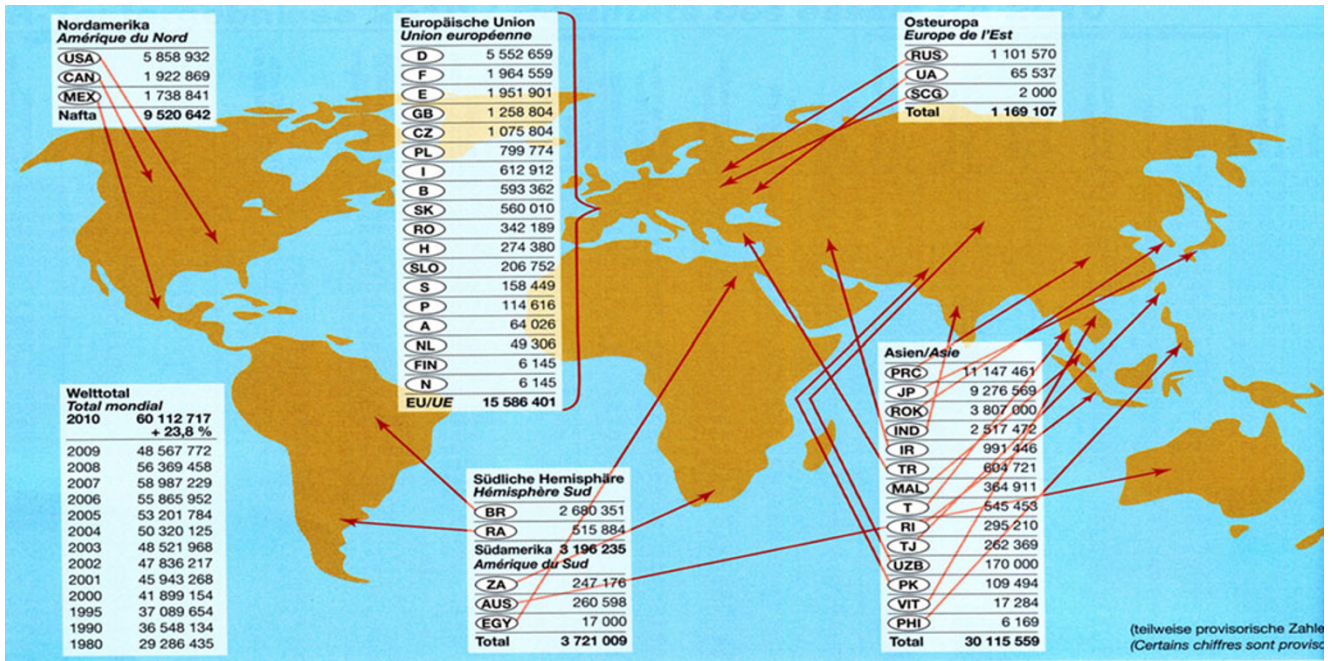 Nordamerika
Amérique du Nord
USA 5 858 932
CAN 1 922 869
MEX 1 738 841
Nafta 9 520 642
Europäische Union
Union européenne
D 5 552 659
F 1 964 559
E 1 951 901
GB 1 258 804
CZ 1 075 804
PL 799 774
I 612 912
B 593 362
SK 560 010
RO 342 189
H 274 380
SLO 206 752
S 158 449
P 114 616
A 64 026
NL 49 306
FIN 6 145
N 6 145
EU/UE 15 586 401
Osteuropa
Europe de l'Est
RUS 1 101 570
UA 65 537
SCG 2 000
Total 1 169 107
Welttotal
Total mondial
2010 60 112 717
+ 23,8 %
2009 48 567 772
2008 56 369 458
2007 58 987 229
2006 55 865 952
2005 53 201 784
2004 50 320 125
2003 48 521 968
2002 47 836 217
2001 45 943 268
2000 41 899 154
1995 37 089 654
1990 36 548 134
1980 29 286 435
Südliche Hemisphäre
Hémisphère Sud
BR 2 680 351
RA 515 884
Südamerika 3 196 235
Amérique du Sud
ZA 247 176
AUS 260 598
EGY 17 000
Total 3 721 009
Asien/Asie
PRC 11 147 461
JP 9 276 569
ROK 3 807 000
IND 2 517 472
IR 991 446
TR 604 721
MAL 364 911
T 545 453
RI 295 210
TJ 262 369
UZB 170 000
PK 109 494
VIT 17 284
PHI 6 169
Total 30 115 559
(teilweise provisorische Zahle
(Certains chiffres sont proviso